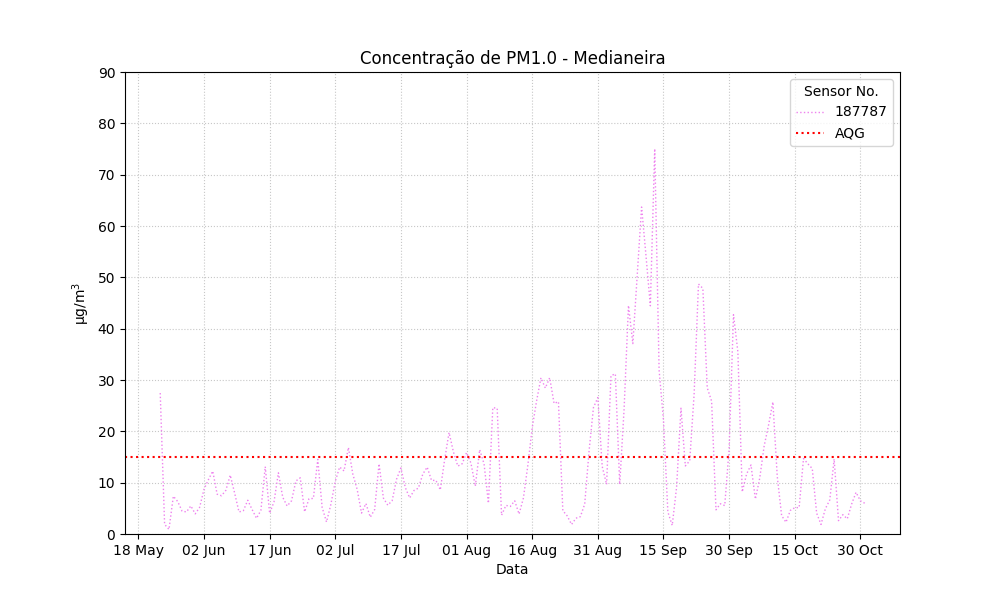 Concentração de PM1.0 - Medianeira
Sensor No.
187787
AQG
90
80
70
60
50
40
30
20
10
0
µg/m³
18 May 02 Jun 17 Jun 02 Jul 17 Jul 01 Aug 16 Aug 31 Aug 15 Sep 30 Sep 15 Oct 30 Oct
Data